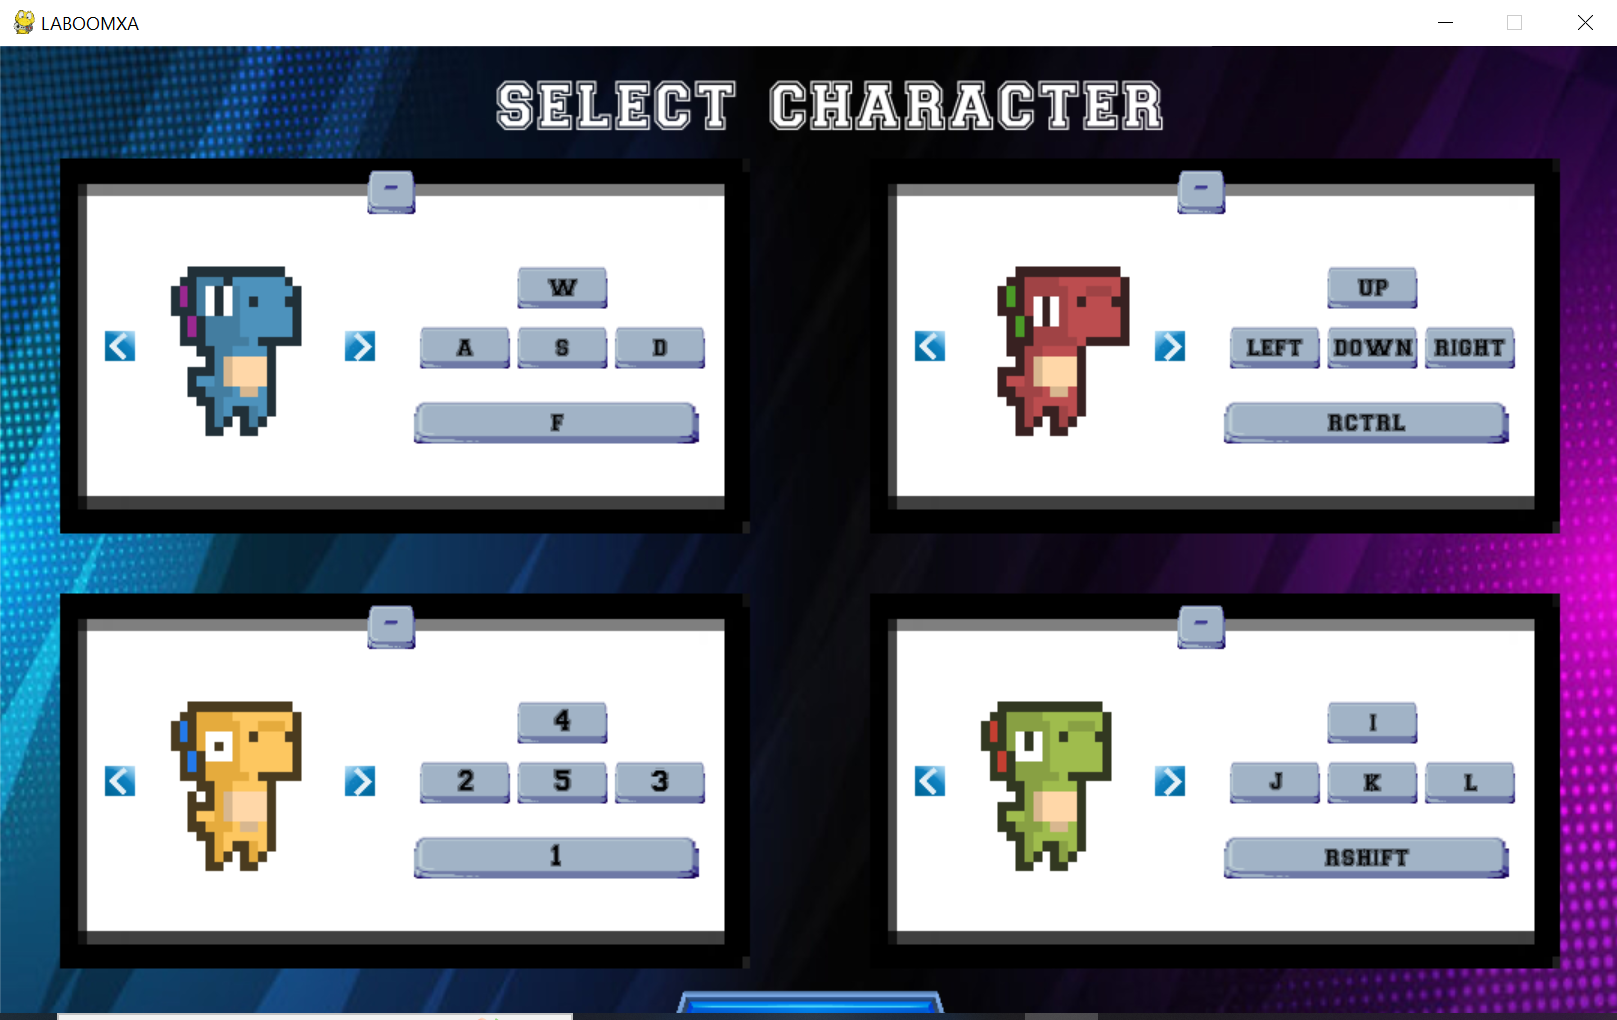 LABOOMXA
SELECT CHARACTER
-
W
A S D
F
-
UP
LEFT DOWN RIGHT
RCTRL
-
4
2 5 3
1
-
I
J K L
RSHIFT